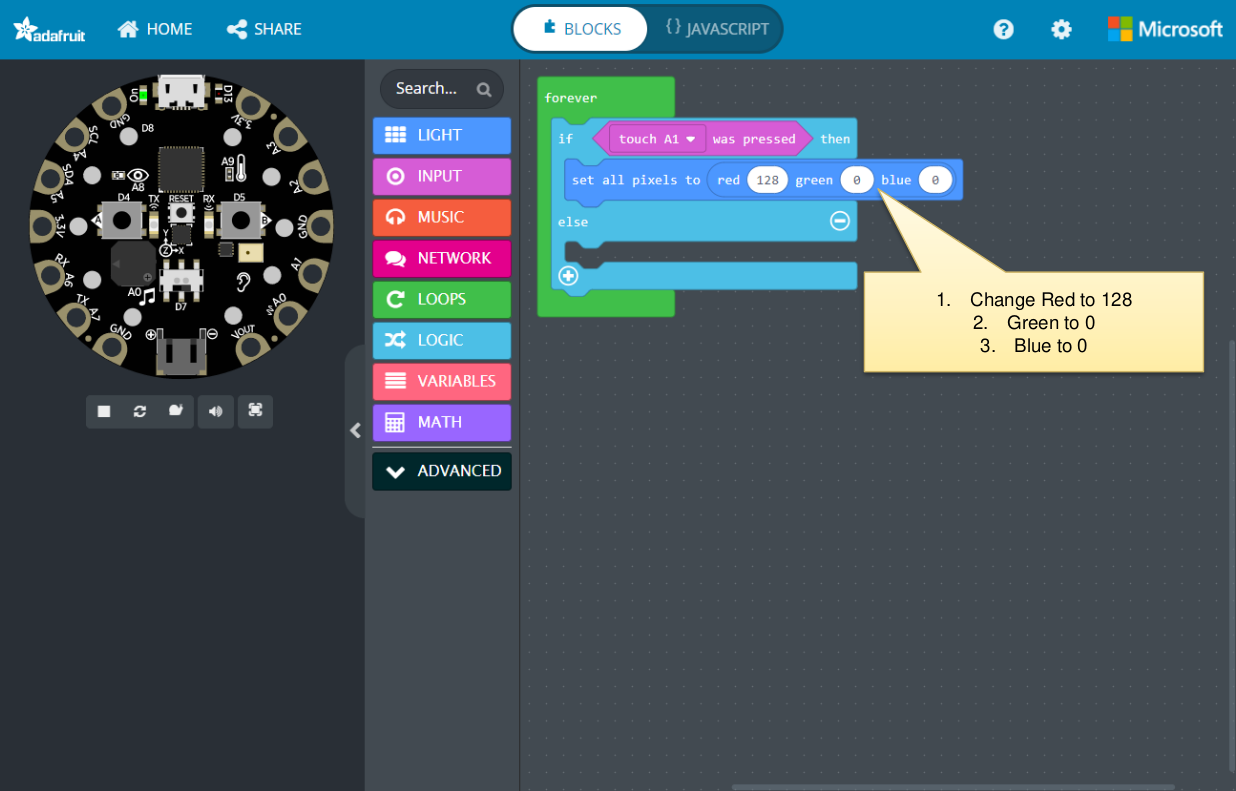 adafruit
HOME
SHARE
BLOCKS
{} JAVASCRIPT
?
Microsoft
Search...
LIGHT
INPUT
MUSIC
NETWORK
LOOPS
LOGIC
VARIABLES
MATH
ADVANCED
forever
if touch A1 was pressed then
set all pixels to red 128 green 0 blue 0
else
1. Change Red to 128
2. Green to 0
3. Blue to 0
D13
GND
D8
3.3V
SCL
A4
A3
SDA
A5
A9
A8
A2
D4
TX
RESET
RX
D5
3.3V
A
B
GND
Y
Z
X
RX
A6
A1
A0
D7
TX
A7
A0
GND
VOUT